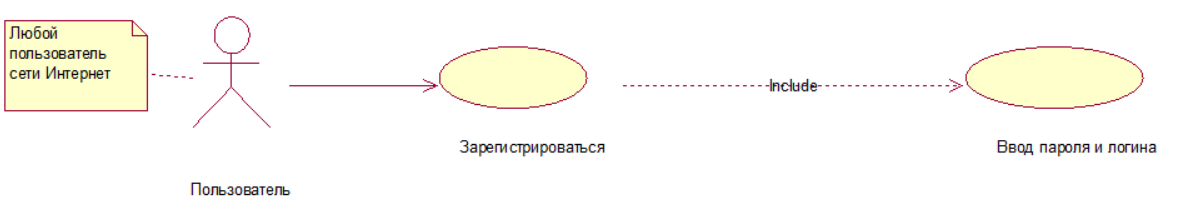 Любой
пользователь
сети Интернет
Include
Зарегистрироваться
Ввод пароля и логина
Пользователь